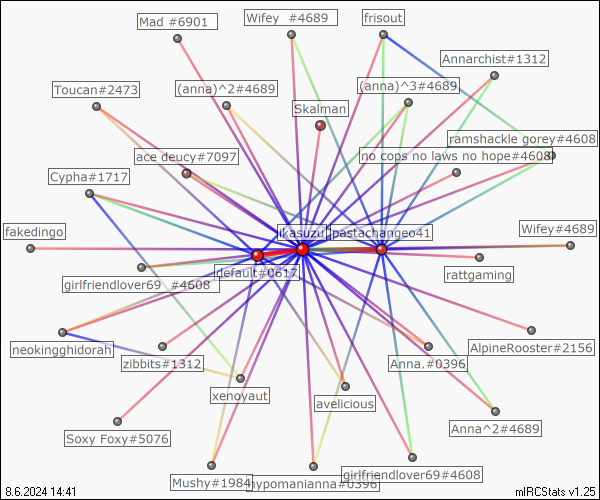 Mad #6901
Wifey  #4689
frisout
Annarchist#1312
Toucan#2473
(anna)^2#4689
(anna)^3#4689
Skalman
ramshackle gorey#4608
ace deucy#7097
no cops no laws no hope#4608
Cypha#1717
jikasuzu
pastachangeo41
Wifey#4689
fakedingo
default#0617
rattgaming
girlfriendlover69  #4608
neokingghidorah
zibbits#1312
Anna.#0396
AlpineRooster#2156
xenoyaut
avelicious
Soxy Foxy#5076
Anna^2#4689
Mushy#1984
hypomanianna#0396
girlfriendlover69#4608
8.6.2024 14:41
mIRCStats v1.25